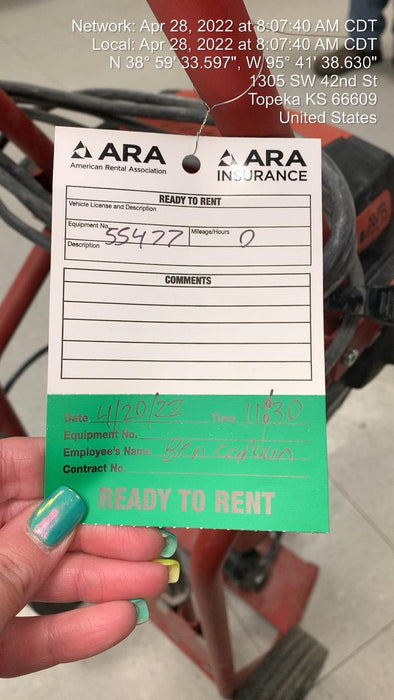 Network: Apr 28, 2022 at 8:07:40 AM CDT
Local: Apr 28, 2022 at 8:07:40 AM CDT
N 38° 59' 33.597", W 95° 41' 38.630"
1305 SW 42nd St
Topeka KS 66609
United States
ARA
American Rental Association
ARA
INSURANCE
READY TO RENT
Vehicle License and Description
Equipment No. 55477 Mileage/Hours 0
Description
COMMENTS
Date 4/20/22 Time 11:30
Equipment No.
Employee's Name Ben Calhoun
Contract No.
READY TO RENT